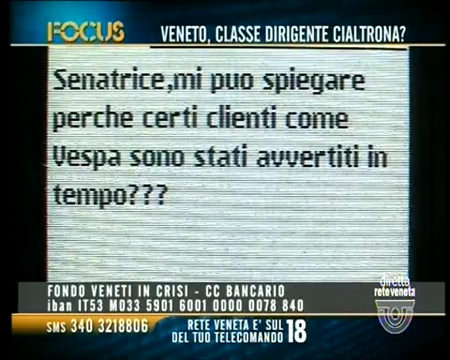 FOCUS
VENETO, CLASSE DIRIGENTE CIALTRONA?
Senatrice,mi puo spiegare
perche certi clienti come
Vespa sono stati avvertiti in
tempo???
diretta
reteveneta
FONDO VENETI IN CRISI - CC BANCARIO
iban IT53 M033 5901 6001 0000 0078 840
SMS 340 3218806
RETE VENETA E' SUL
DEL TUO TELECOMANDO 18